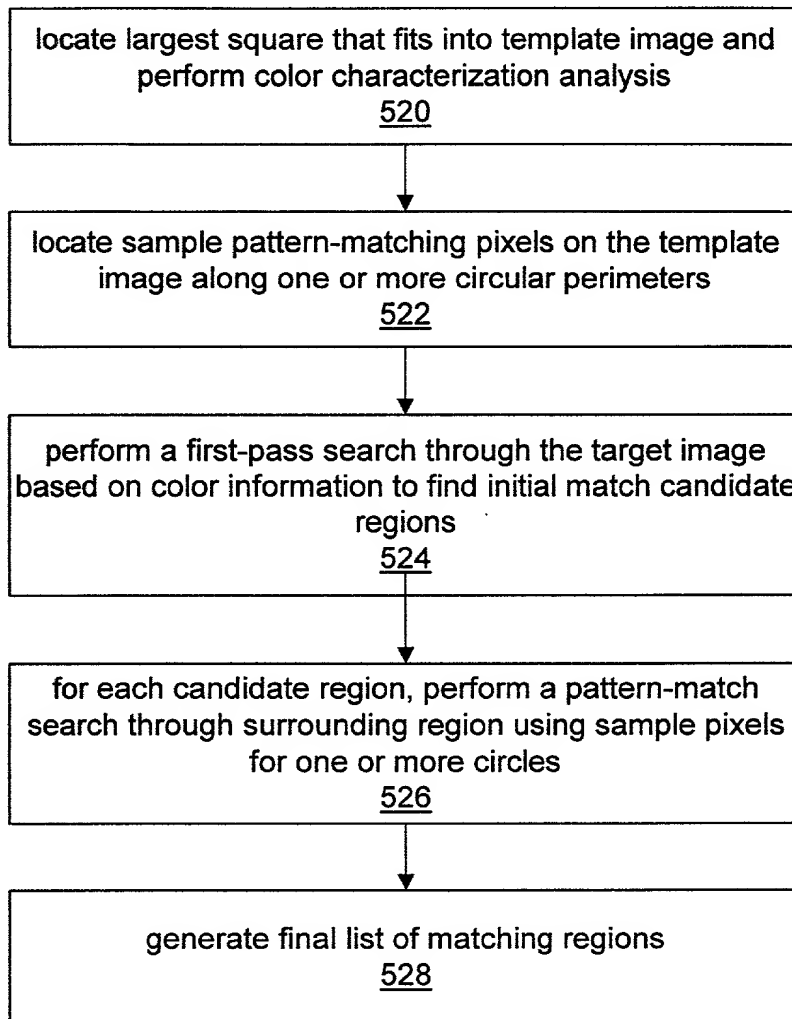 locate largest square that fits into template image and
perform color characterization analysis
520
locate sample pattern-matching pixels on the template
image along one or more circular perimeters
522
perform a first-pass search through the target image
based on color information to find initial match candidate
regions
524
for each candidate region, perform a pattern-match
search through surrounding region using sample pixels
for one or more circles
526
generate final list of matching regions
528